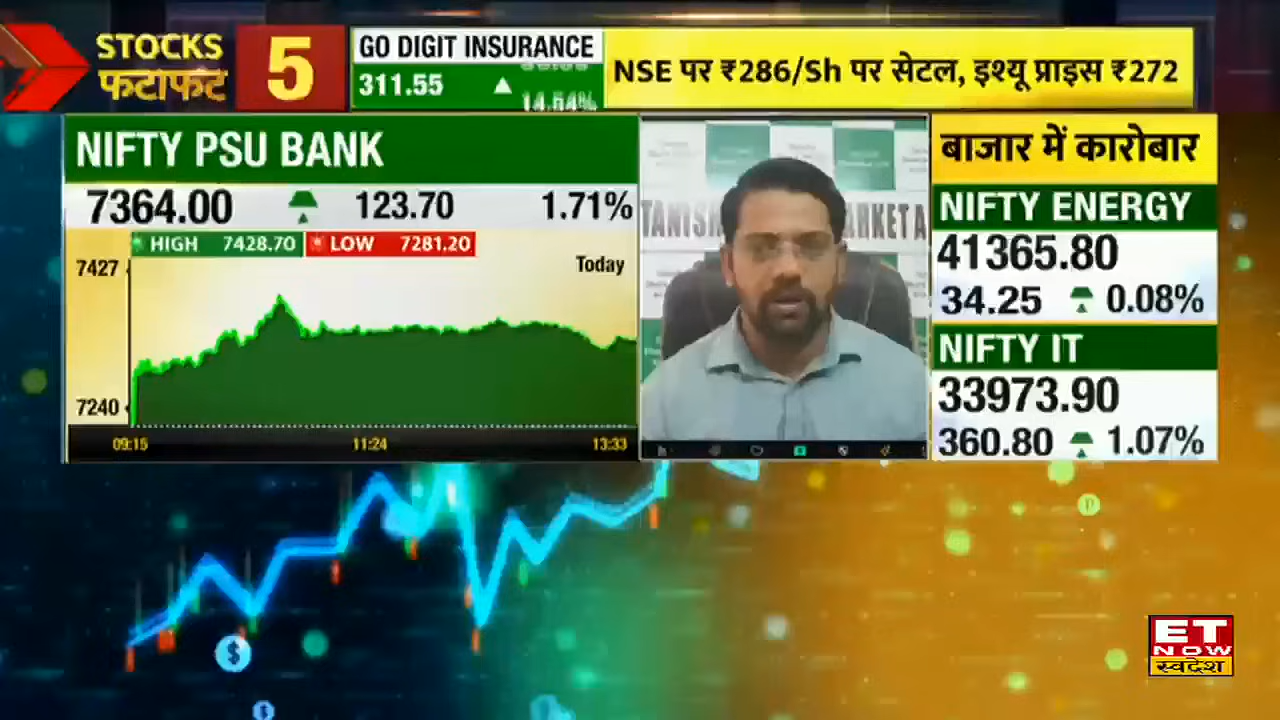 STOCKS
फटाफट
5
GO DIGIT INSURANCE
311.55
14.54%
NSE पर ₹286/Sh पर सेटल, इश्यू प्राइस ₹272
NIFTY PSU BANK
7364.00 123.70 1.71%
HIGH 7428.70 LOW 7281.20
7427
Today
7240
09:15 11:24 13:33
MARKET A
बाजार में कारोबार
NIFTY ENERGY
41365.80
34.25 0.08%
NIFTY IT
33973.90
360.80 1.07%
ET
NOW
स्वदेश